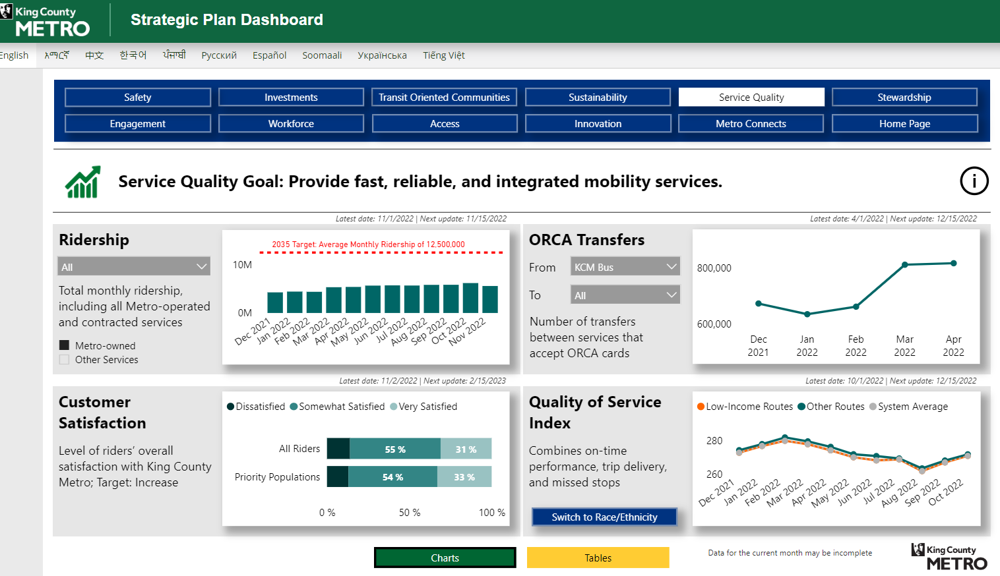 King County
METRO
Strategic Plan Dashboard
English አማርኛ 中文 한국어 ਪੰਜਾਬੀ Русский Español Soomaali Українська Tiếng Việt
Safety Investments Transit Oriented Communities Sustainability Service Quality Stewardship
Engagement Workforce Access Innovation Metro Connects Home Page
Service Quality Goal: Provide fast, reliable, and integrated mobility services.
i
Latest date: 11/1/2022 | Next update: 11/15/2022
Ridership
All
Total monthly ridership,
including all Metro-operated
and contracted services
Metro-owned
Other Services
2035 Target: Average Monthly Ridership of 12,500,000
10M
0M
Dec 2021 Jan 2022 Feb 2022 Mar 2022 Apr 2022 May 2022 Jun 2022 Jul 2022 Aug 2022 Sep 2022 Oct 2022 Nov 2022
Latest date: 4/1/2022 | Next update: 12/15/2022
ORCA Transfers
From KCM Bus
To All
Number of transfers
between services that
accept ORCA cards
800,000
600,000
Dec Jan Feb Mar Apr
2021 2022 2022 2022 2022
Latest date: 11/2/2022 | Next update: 2/15/2023
Customer
Satisfaction
Level of riders’ overall
satisfaction with King County
Metro; Target: Increase
Dissatisfied Somewhat Satisfied Very Satisfied
All Riders 55 % 31 %
Priority Populations 54 % 33 %
0 % 50 % 100 %
Latest date: 10/1/2022 | Next update: 12/15/2022
Quality of Service
Index
Combines on-time
performance, trip delivery,
and missed stops
Switch to Race/Ethnicity
Low-Income Routes Other Routes System Average
280
260
Dec 2021 Jan 2022 Feb 2022 Mar 2022 Apr 2022 May 2022 Jun 2022 Jul 2022 Aug 2022 Sep 2022 Oct 2022
Charts Tables
Data for the current month may be incomplete
King County
METRO